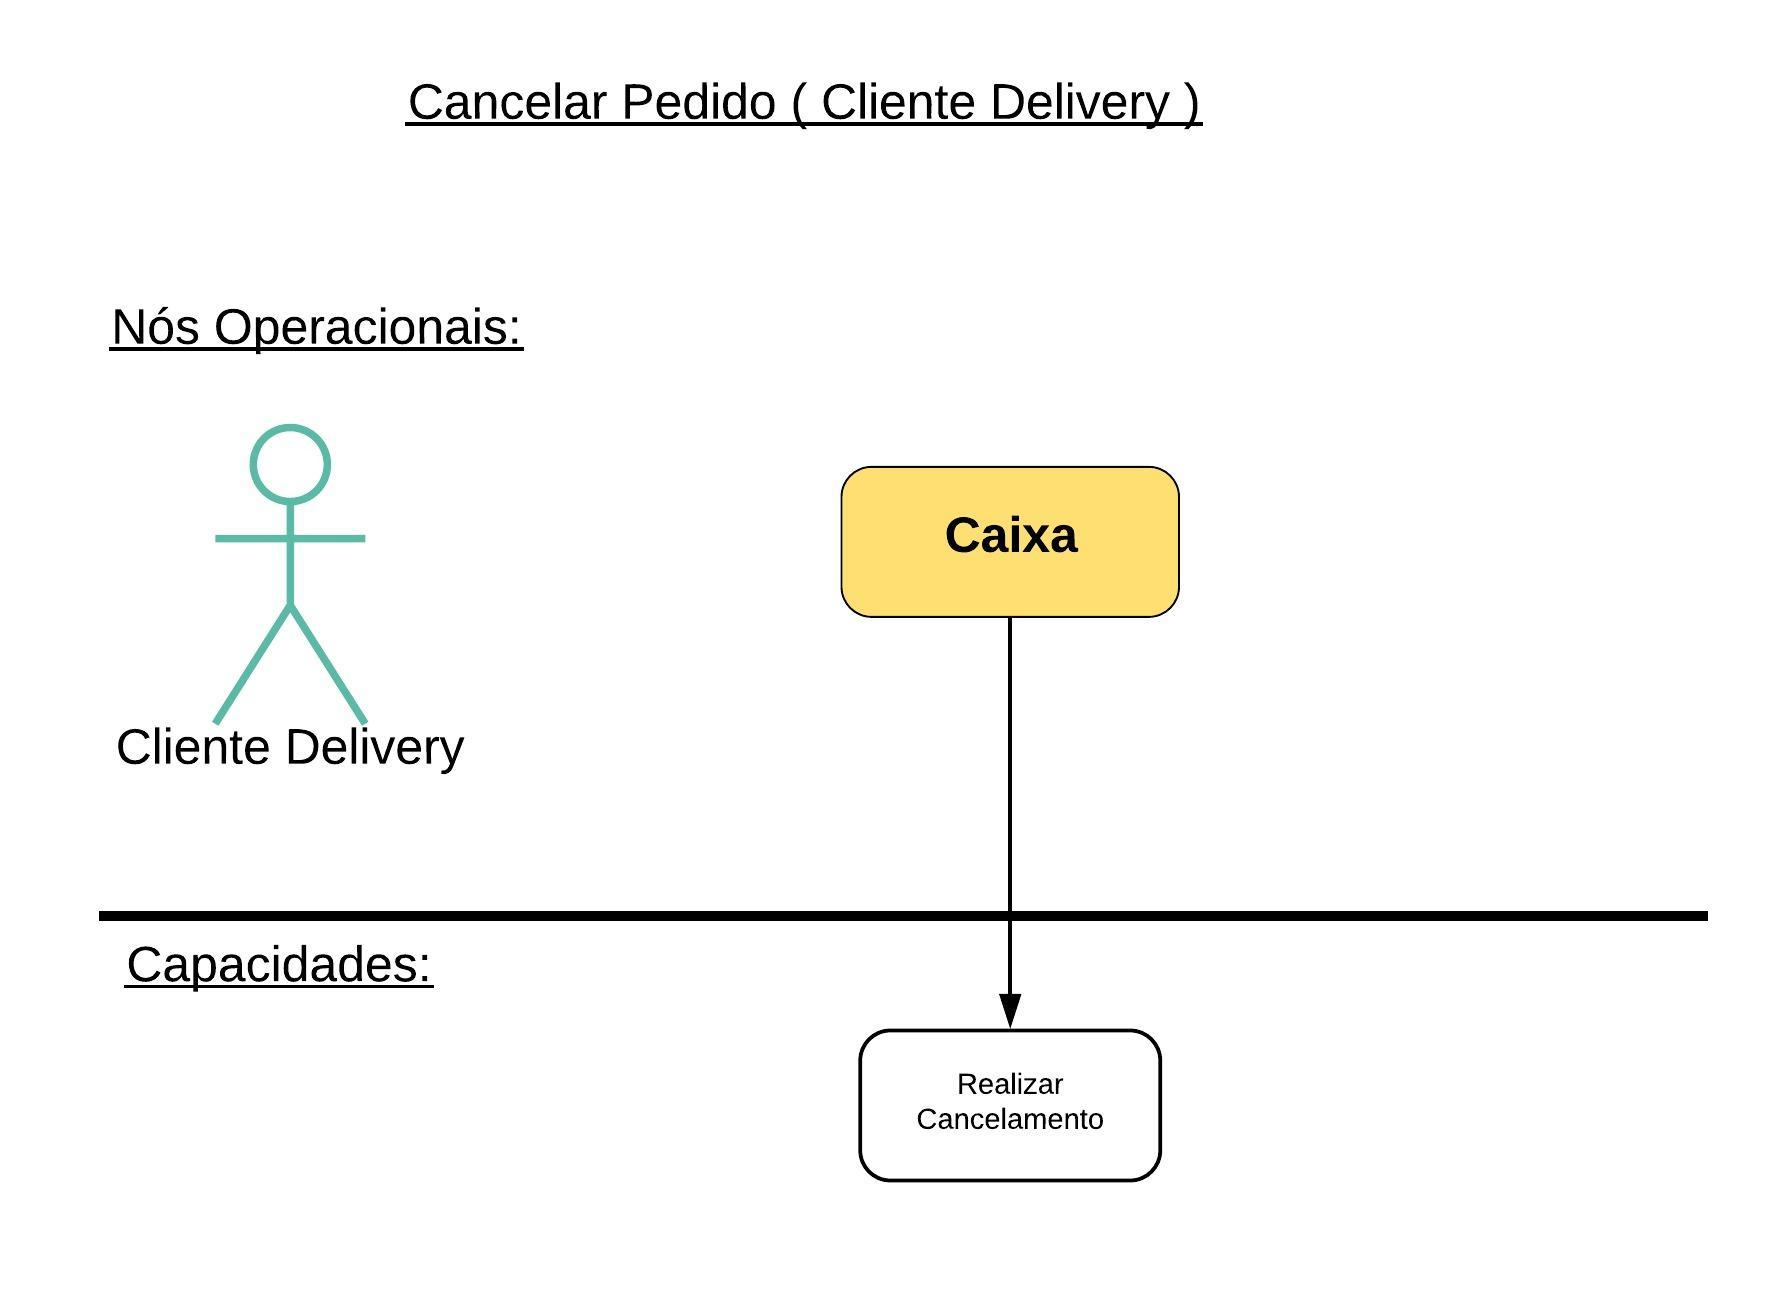 Cancelar Pedido ( Cliente Delivery )
Nós Operacionais:
Caixa
Cliente Delivery
Capacidades:
Realizar
Cancelamento